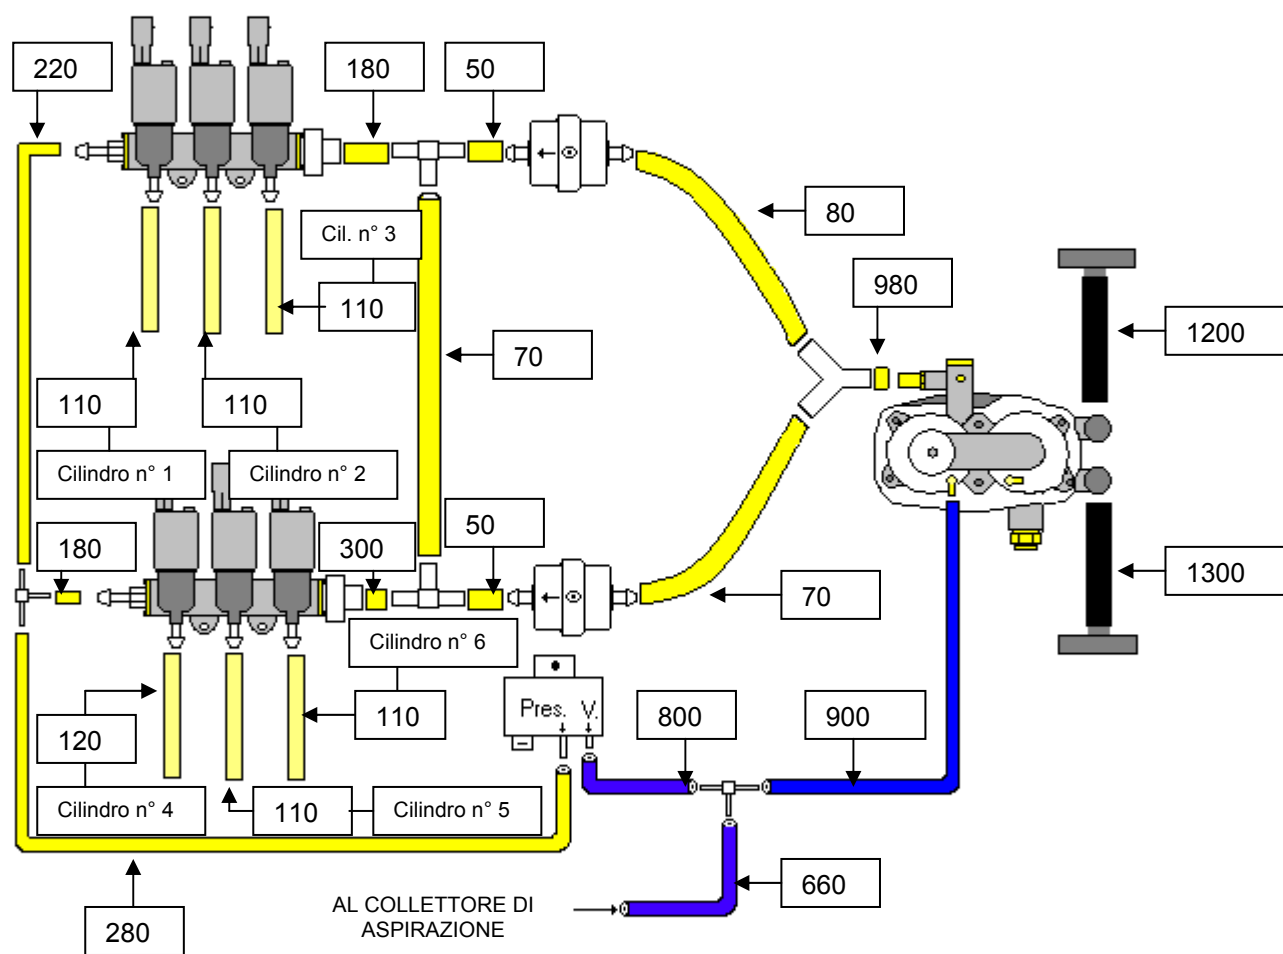 220
180
50
80
Cil. n° 3
980
110
1200
70
110
110
Cilindro n° 1
Cilindro n° 2
180
300
50
1300
70
Cilindro n° 6
120
110
Pres. V.
800
900
Cilindro n° 4
110
Cilindro n° 5
660
280
AL COLLETTORE DI
ASPIRAZIONE